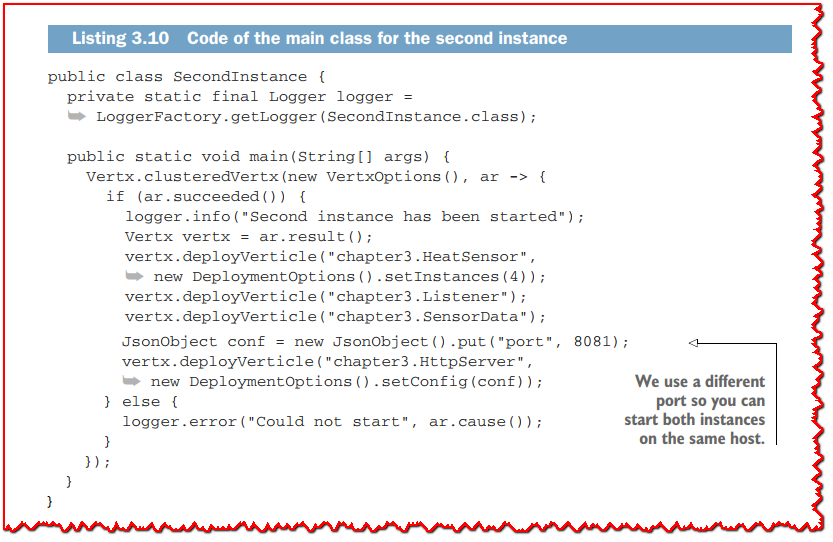 Listing 3.10 Code of the main class for the second instance
public class SecondInstance {
private static final Logger logger =
➥ LoggerFactory.getLogger(SecondInstance.class);
public static void main(String[] args) {
Vertx.clusteredVertx(new VertxOptions(), ar -> {
if (ar.succeeded()) {
logger.info("Second instance has been started");
Vertx vertx = ar.result();
vertx.deployVerticle("chapter3.HeatSensor",
➥ new DeploymentOptions().setInstances(4));
vertx.deployVerticle("chapter3.Listener");
vertx.deployVerticle("chapter3.SensorData");
JsonObject conf = new JsonObject().put("port", 8081);
vertx.deployVerticle("chapter3.HttpServer",
➥ new DeploymentOptions().setConfig(conf));
} else {
logger.error("Could not start", ar.cause());
}
});
}
}
We use a different
port so you can
start both instances
on the same host.